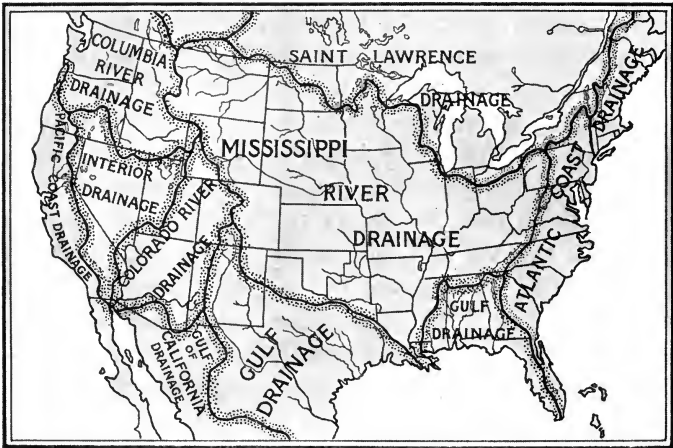 COLUMBIA
RIVER
DRAINAGE
SAINT LAWRENCE
DRAINAGE
MISSISSIPPI
RIVER
DRAINAGE
PACIFIC COAST DRAINAGE
INTERIOR
DRAINAGE
COLORADO RIVER
DRAINAGE
GULF
OF
CALIFORNIA
DRAINAGE
GULF
DRAINAGE
GULF
DRAINAGE
ATLANTIC COAST DRAINAGE